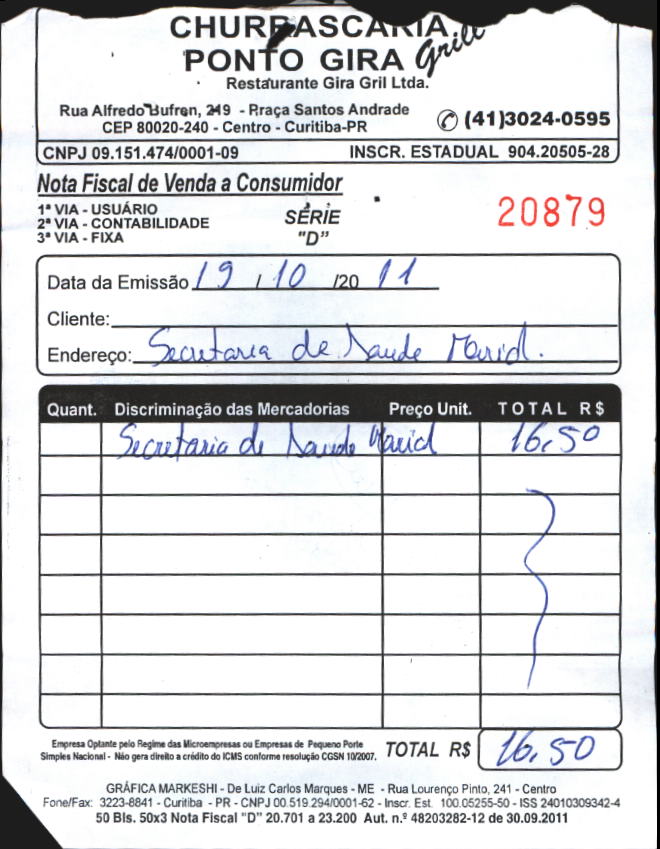 CHURRASCARIA
PONTO GIRA Grill
Restaurante Gira Gril Ltda.
Rua Alfredo Bufren, 249 - Praça Santos Andrade
CEP 80020-240 - Centro - Curitiba-PR
(41)3024-0595
CNPJ 09.151.474/0001-09 INSCR. ESTADUAL 904.20505-28
Nota Fiscal de Venda a Consumidor
1ª VIA - USUÁRIO
2ª VIA - CONTABILIDADE
3ª VIA - FIXA
SÉRIE
"D"
20879
Data da Emissão 19 / 10 /20 11
Cliente:
Endereço: Secretaria de Saude
Quant. Discriminação das Mercadorias Preço Unit. TOTAL R$
Secretaria de Saude 16,50
Empresa Optante pelo Regime das Microempresas ou Empresas de Pequeno Porte
Simples Nacional - Não gera direito a crédito do ICMS conforme resolução CGSN 10/2007.
TOTAL R$ 16,50
GRÁFICA MARKESHI - De Luiz Carlos Marques - ME - Rua Lourenço Pinto, 241 - Centro
Fone/Fax: 3223-8841 - Curitiba - PR - CNPJ 00.519.294/0001-62 - Inscr. Est. 100.05255-50 - ISS 24010309342-4
50 Bls. 50x3 Nota Fiscal "D" 20.701 a 23.200 Aut. n.º 48203282-12 de 30.09.2011